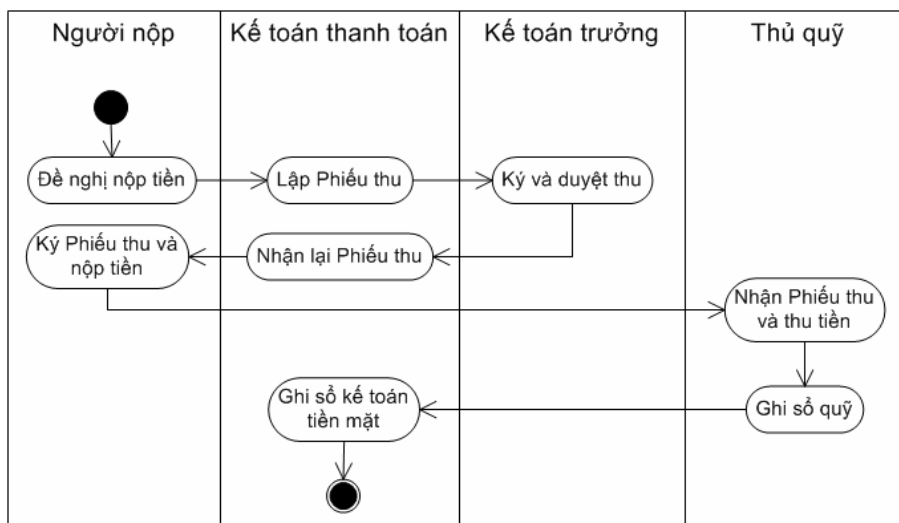 Người nộp
Kế toán thanh toán
Kế toán trưởng
Thủ quỹ
Đề nghị nộp tiền
Lập Phiếu thu
Ký và duyệt thu
Ký Phiếu thu và
nộp tiền
Nhận lại Phiếu thu
Nhận Phiếu thu
và thu tiền
Ghi sổ kế toán
tiền mặt
Ghi sổ quỹ